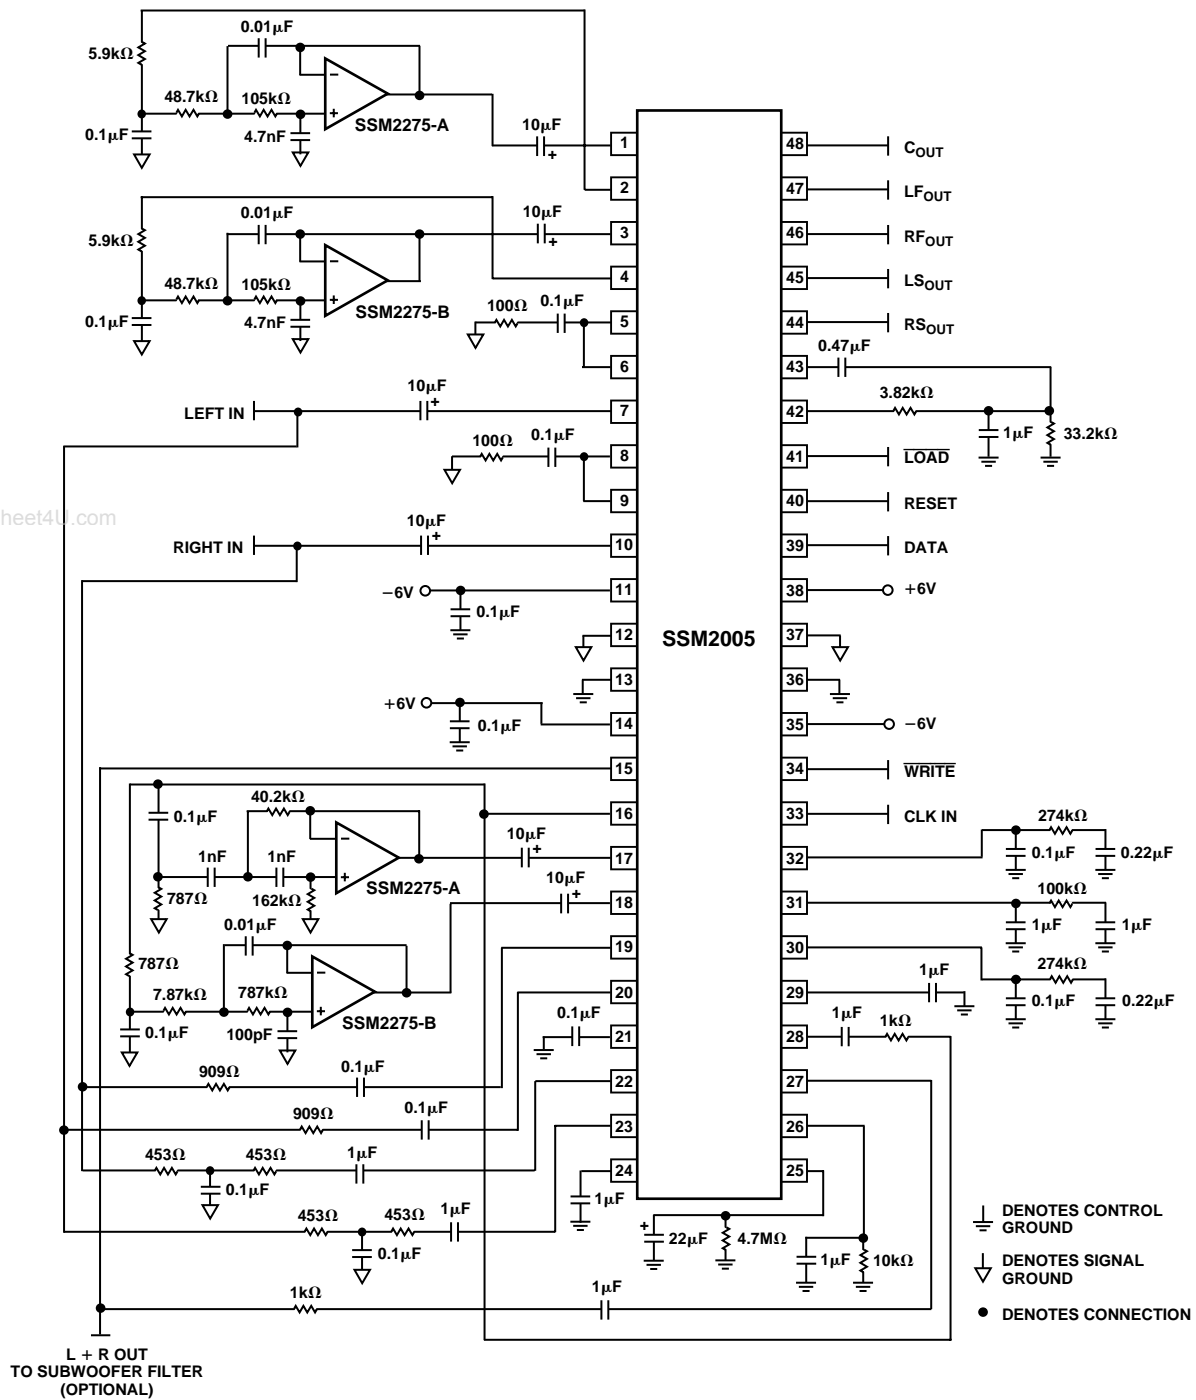 0.01μF
5.9kΩ
48.7kΩ
105kΩ
SSM2275-A
0.1μF
4.7nF
10μF
0.01μF
5.9kΩ
48.7kΩ
105kΩ
SSM2275-B
0.1μF
4.7nF
10μF
100Ω
0.1μF
LEFT IN
10μF
100Ω
0.1μF
heet4U.com
RIGHT IN
10μF
−6V
0.1μF
+6V
0.1μF
40.2kΩ
0.1μF
1nF
1nF
SSM2275-A
787Ω
162kΩ
10μF
10μF
0.01μF
787Ω
7.87kΩ
787kΩ
SSM2275-B
0.1μF
100pF
0.1μF
909Ω
0.1μF
909Ω
0.1μF
453Ω
453Ω
1μF
0.1μF
453Ω
453Ω
1μF
0.1μF
1μF
1kΩ
1μF
L + R OUT
TO SUBWOOFER FILTER
(OPTIONAL)
1
2
3
4
5
6
7
8
9
10
11
12
13
14
15
16
17
18
19
20
21
22
23
24
SSM2005
48
47
46
45
44
43
42
41
40
39
38
37
36
35
34
33
32
31
30
29
28
27
26
25
COUT
LFOUT
RFOUT
LSOUT
RSOUT
0.47μF
3.82kΩ
1μF
33.2kΩ
LOAD
RESET
DATA
+6V
−6V
WRITE
CLK IN
274kΩ
0.1μF
0.22μF
100kΩ
1μF
1μF
274kΩ
0.1μF
0.22μF
1μF
1μF
1kΩ
22μF
4.7MΩ
1μF
10kΩ
DENOTES CONTROL
GROUND
DENOTES SIGNAL
GROUND
DENOTES CONNECTION